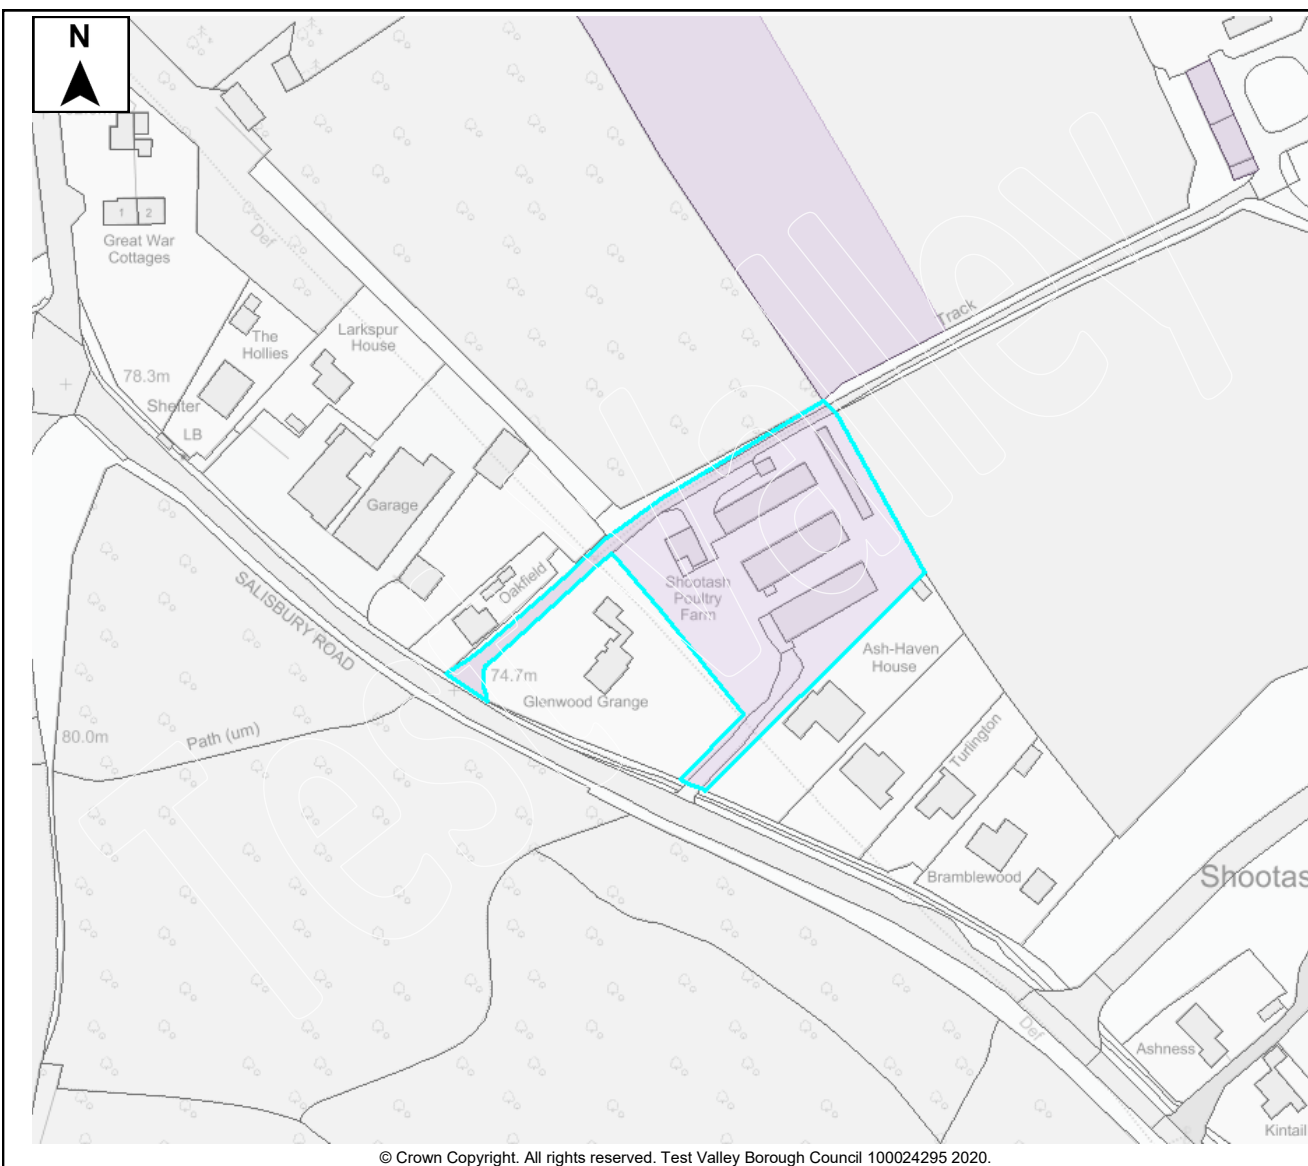 N
1
2
Great War
Cottages
Def
The
Hollies
Larkspur
House
Track
78.3m
Shelter
LB
Garage
SALISBURY ROAD
Oakfield
Shootash
Poultry
Farm
Ash-Haven
House
74.7m
Glenwood Grange
80.0m
Path (um)
Turlington
Bramblewood
Shootas
Def
Ashness
Kintail
Test Valley
© Crown Copyright. All rights reserved. Test Valley Borough Council 100024295 2020.